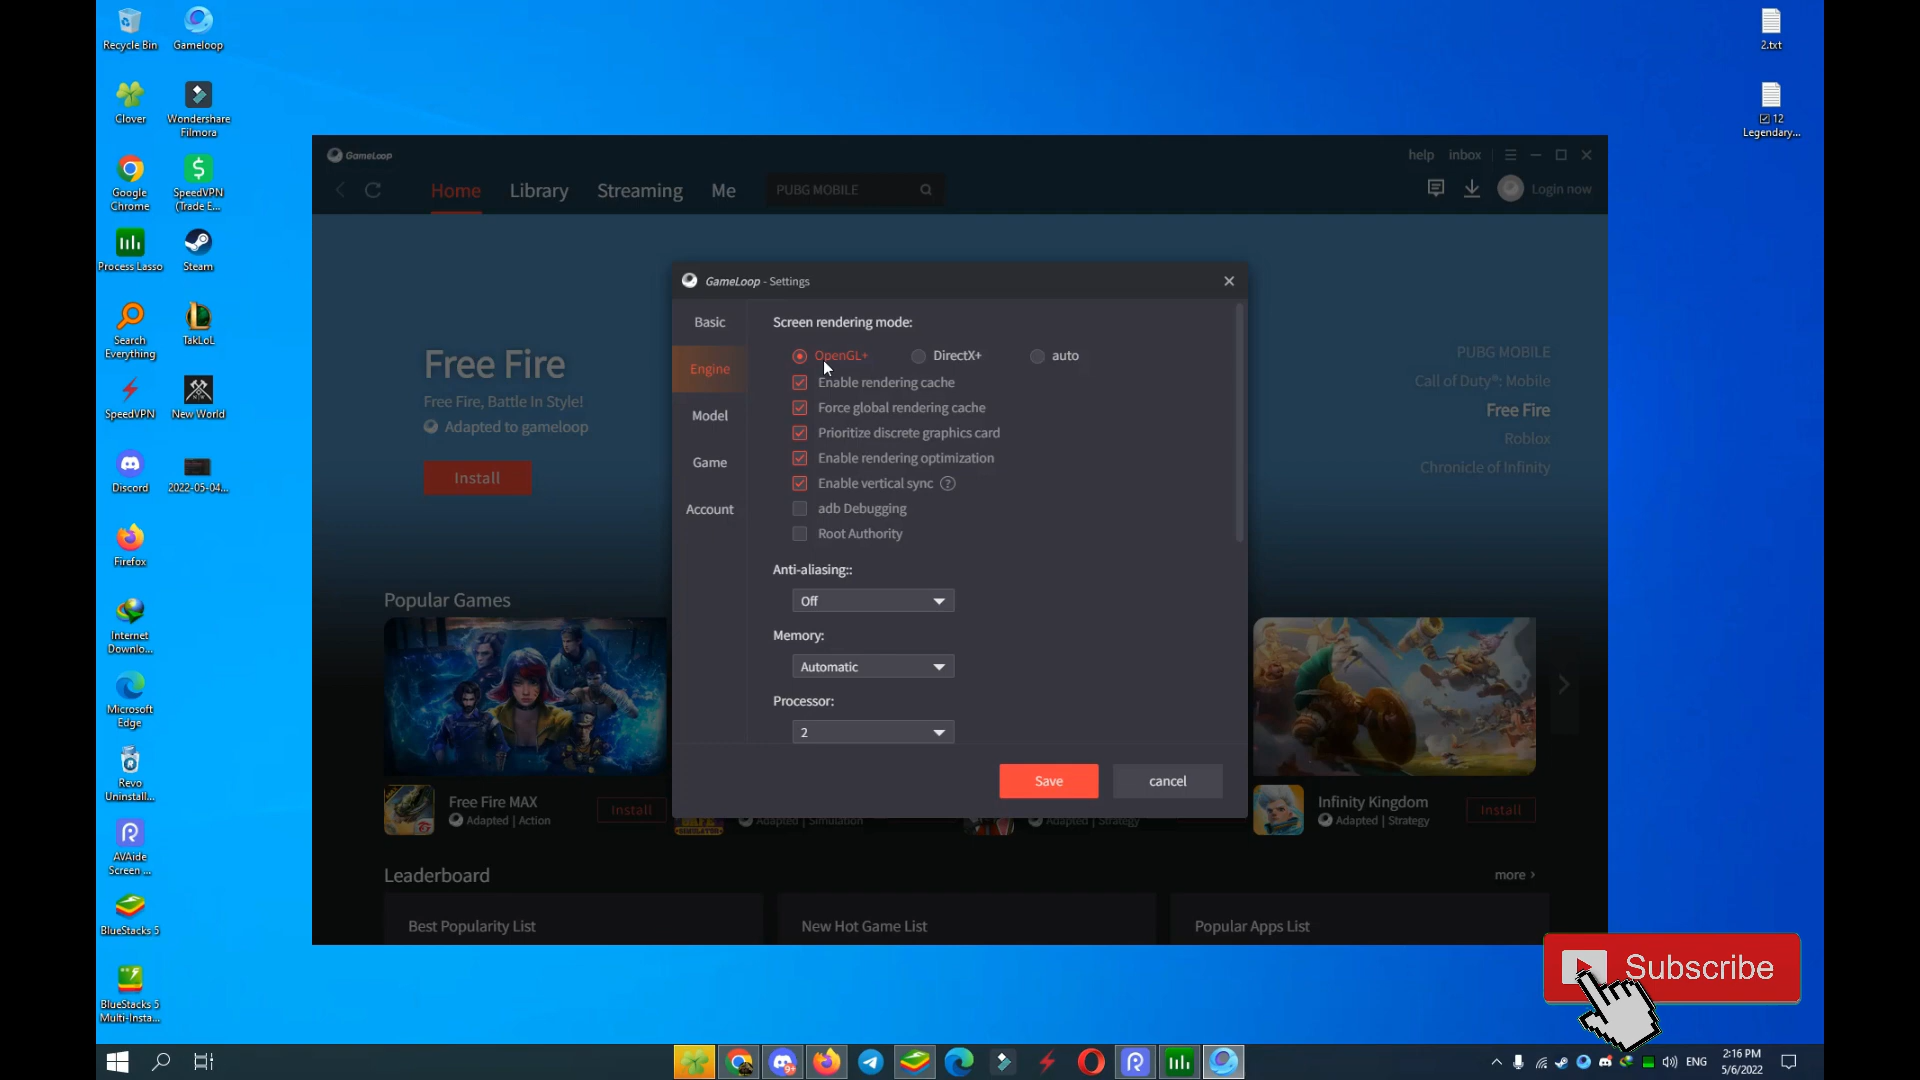 Recycle Bin
Gameloop
Clover
Wondershare
Filmora
Google
Chrome
SpeedVPN
(Trade E...
Process Lasso
Steam
Search
Everything
TakLoL
SpeedVPN
New World
Discord
2022-05-04...
Firefox
Internet
Downlo...
Microsoft
Edge
Revo
Uninstall...
AVAide
Screen ...
BlueStacks 5
BlueStacks 5
Multi-Insta...
2.txt
12
Legendary...
GameLoop
help inbox
Home Library Streaming Me PUBG MOBILE Login now
Free Fire
Free Fire, Battle In Style!
Adapted to gameloop
Install
PUBG MOBILE
Call of Duty®: Mobile
Free Fire
Roblox
Chronicle of Infinity
GameLoop - Settings
Basic
Engine
Model
Game
Account
Screen rendering mode:
OpenGL+ DirectX+ auto
Enable rendering cache
Force global rendering cache
Prioritize discrete graphics card
Enable rendering optimization
Enable vertical sync ?
adb Debugging
Root Authority
Anti-aliasing::
Off
Memory:
Automatic
Processor:
2
Save cancel
Popular Games
Free Fire MAX
Adapted | Action
Install
Adapted | Simulation
Adapted | Strategy
Infinity Kingdom
Adapted | Strategy
Install
Leaderboard
more
Best Popularity List
New Hot Game List
Popular Apps List
Subscribe
9+
ENG
2:16 PM
5/6/2022